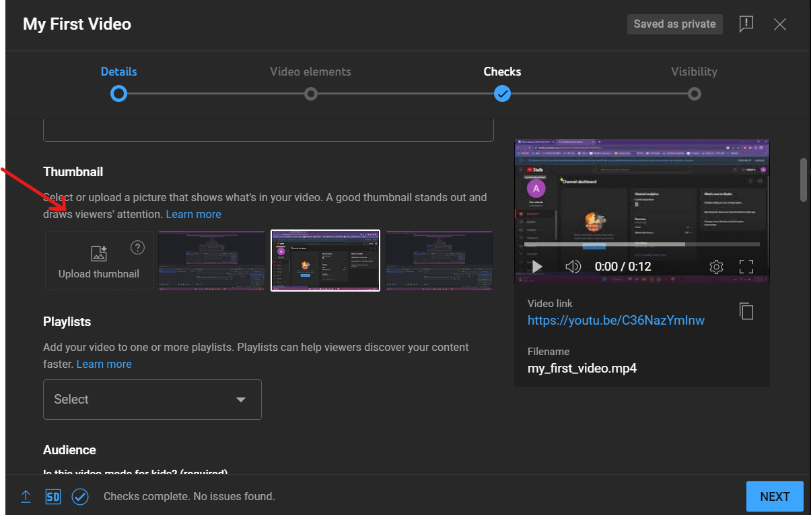 My First Video
Saved as private
Details
Video elements
Checks
Visibility
Thumbnail
Select or upload a picture that shows what's in your video. A good thumbnail stands out and
draws viewers' attention. Learn more
Upload thumbnail
Playlists
Add your video to one or more playlists. Playlists can help viewers discover your content
faster. Learn more
Select
Audience
Is this video made for kids? (required)
Channel dashboard
0:00 / 0:12
Video link
https://youtu.be/C36NazYmlnw
Filename
my_first_video.mp4
SD
Checks complete. No issues found.
NEXT